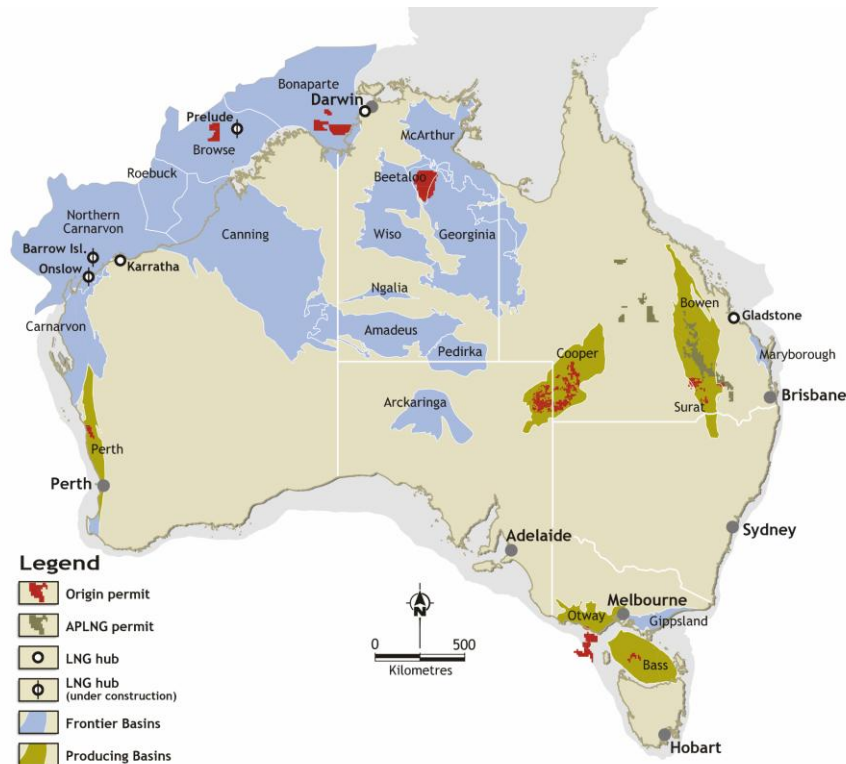 Bonaparte
Darwin
McArthur
Prelude
Browse
Roebuck
Beetaloo
Northern
Carnarvon
Canning
Wiso
Georginia
Barrow Isl.
Onslow
Karratha
Ngalia
Bowen
Gladstone
Carnarvon
Amadeus
Pedirka
Cooper
Maryborough
Arckaringa
Surat
Brisbane
Perth
Perth
Sydney
Adelaide
Legend
Origin permit
APLNG permit
LNG hub
LNG hub
(under construction)
Frontier Basins
Producing Basins
N
0 500
Kilometres
Otway
Melbourne
Gippsland
Bass
Hobart